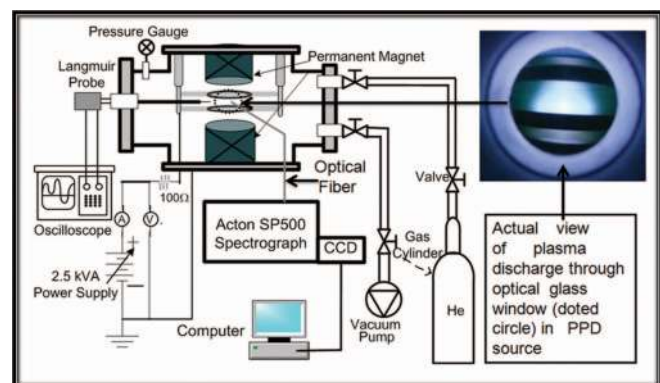 Pressure Gauge
Permanent Magnet
Langmuir
Probe
Optical
Fiber
100Ω
A
V
Oscilloscope
Acton SP500
Spectrograph
CCD
2.5 kVA
Power Supply
Computer
Vacuum
Pump
Valve
Gas
Cylinder
He
Actual view
of plasma
discharge through
optical glass
window (doted
circle) in PPD
source